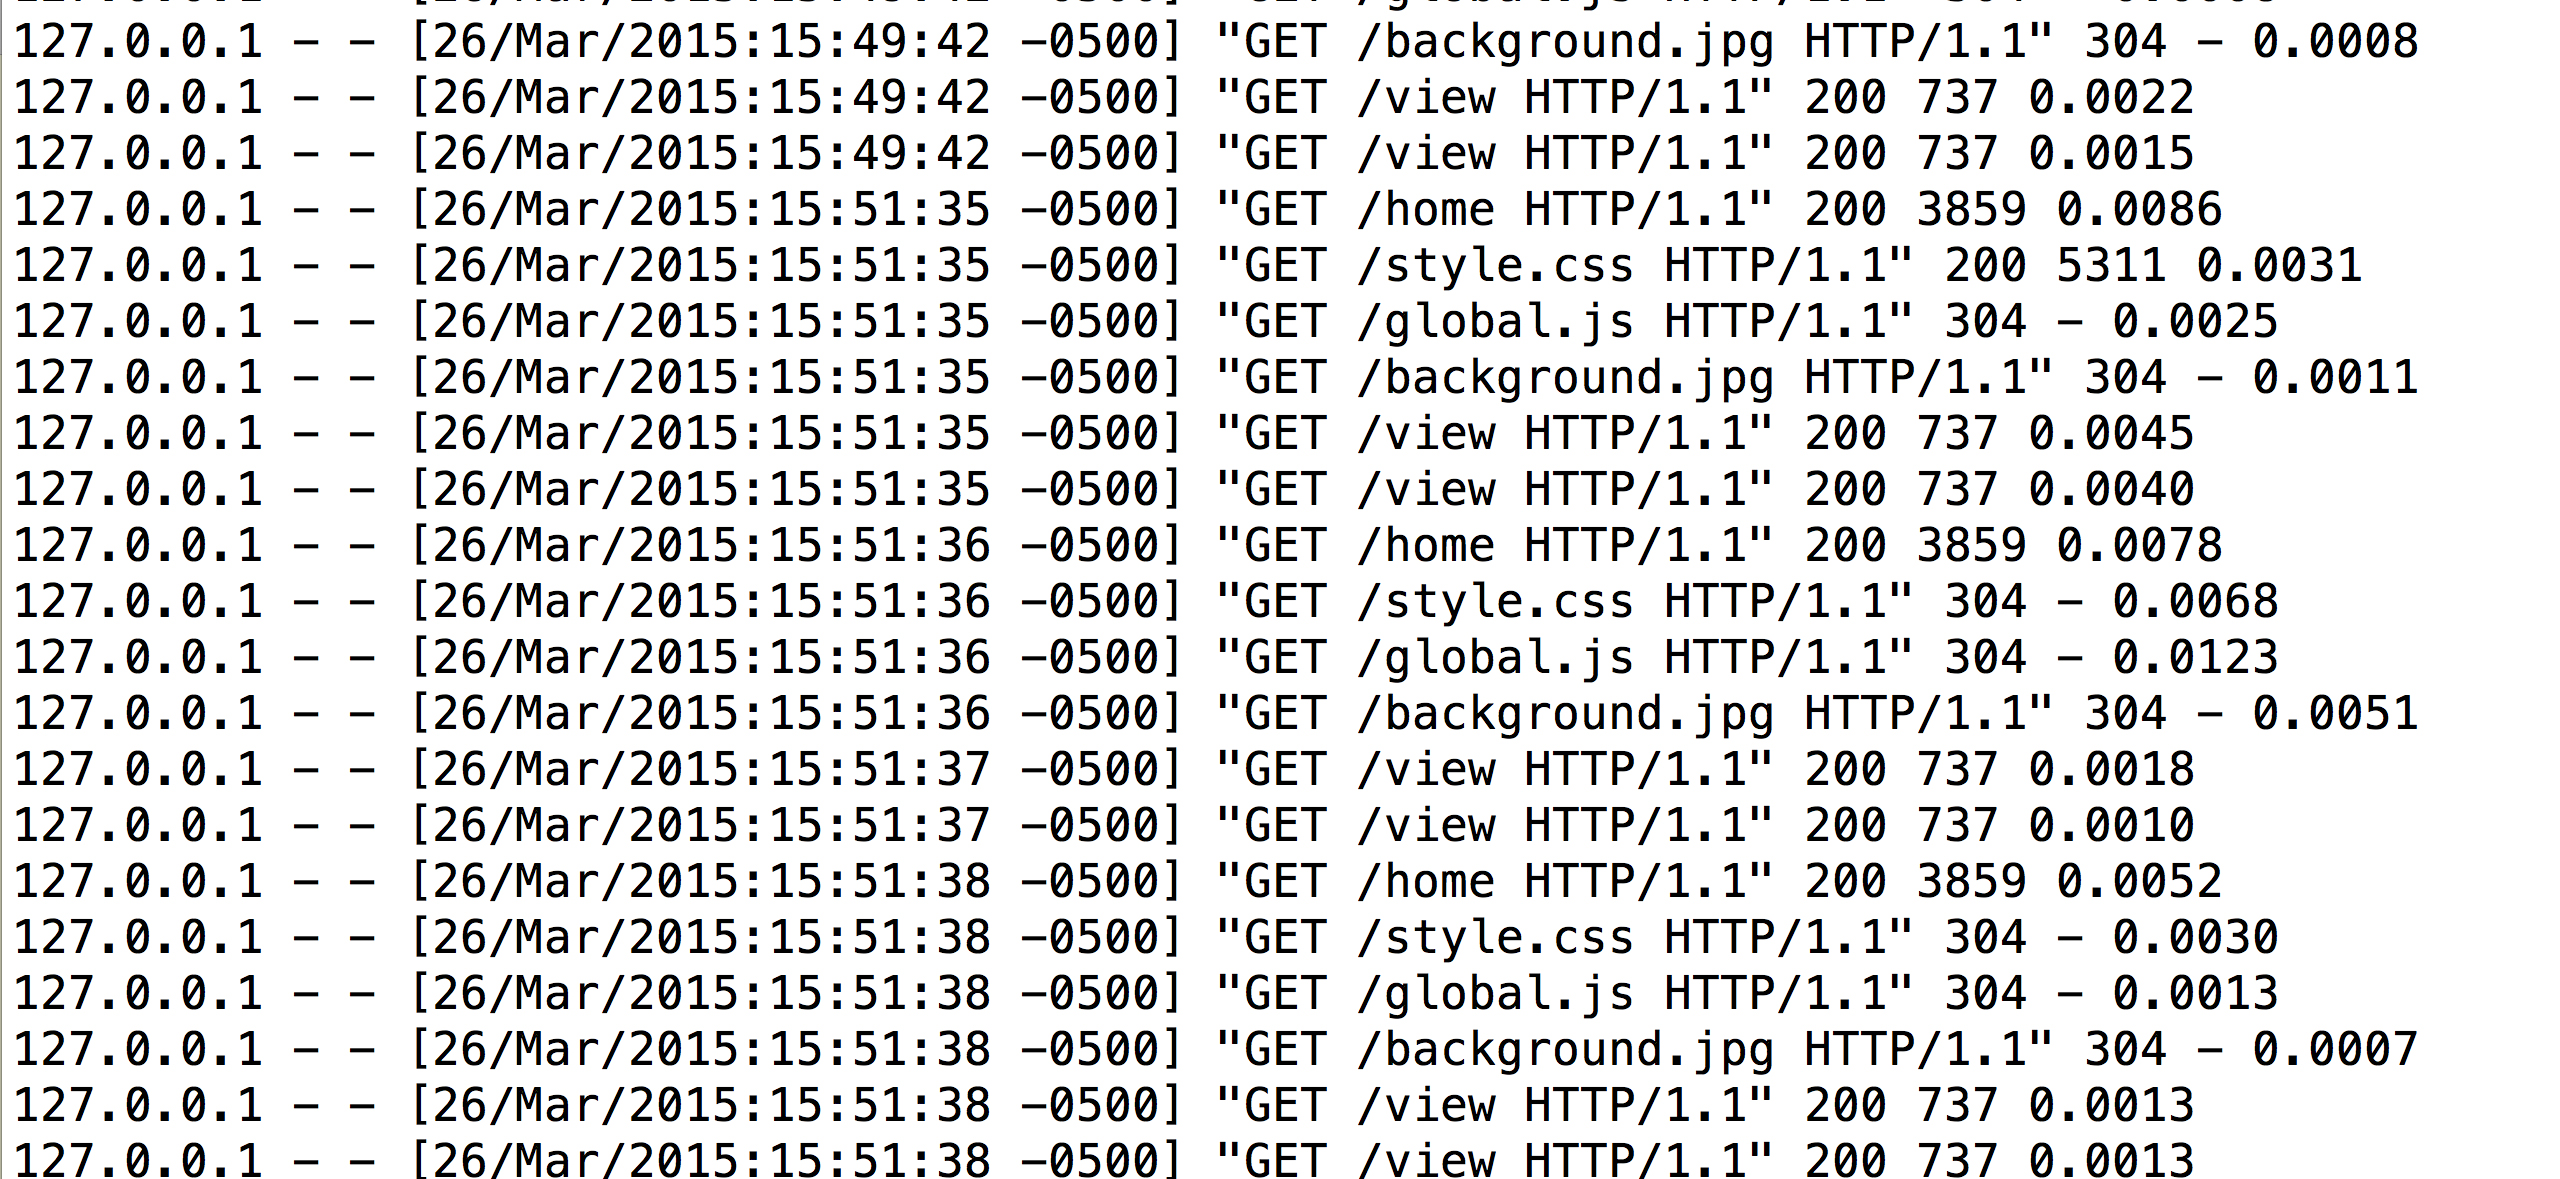 127.0.0.1 - - [26/Mar/2015:15:49:42 -0500] "GET /global.js HTTP/1.1" 304 -
127.0.0.1 - - [26/Mar/2015:15:49:42 -0500] "GET /background.jpg HTTP/1.1" 304 - 0.0008
127.0.0.1 - - [26/Mar/2015:15:49:42 -0500] "GET /view HTTP/1.1" 200 737 0.0022
127.0.0.1 - - [26/Mar/2015:15:49:42 -0500] "GET /view HTTP/1.1" 200 737 0.0015
127.0.0.1 - - [26/Mar/2015:15:51:35 -0500] "GET /home HTTP/1.1" 200 3859 0.0086
127.0.0.1 - - [26/Mar/2015:15:51:35 -0500] "GET /style.css HTTP/1.1" 200 5311 0.0031
127.0.0.1 - - [26/Mar/2015:15:51:35 -0500] "GET /global.js HTTP/1.1" 304 - 0.0025
127.0.0.1 - - [26/Mar/2015:15:51:35 -0500] "GET /background.jpg HTTP/1.1" 304 - 0.0011
127.0.0.1 - - [26/Mar/2015:15:51:35 -0500] "GET /view HTTP/1.1" 200 737 0.0045
127.0.0.1 - - [26/Mar/2015:15:51:35 -0500] "GET /view HTTP/1.1" 200 737 0.0040
127.0.0.1 - - [26/Mar/2015:15:51:36 -0500] "GET /home HTTP/1.1" 200 3859 0.0078
127.0.0.1 - - [26/Mar/2015:15:51:36 -0500] "GET /style.css HTTP/1.1" 304 - 0.0068
127.0.0.1 - - [26/Mar/2015:15:51:36 -0500] "GET /global.js HTTP/1.1" 304 - 0.0123
127.0.0.1 - - [26/Mar/2015:15:51:36 -0500] "GET /background.jpg HTTP/1.1" 304 - 0.0051
127.0.0.1 - - [26/Mar/2015:15:51:37 -0500] "GET /view HTTP/1.1" 200 737 0.0018
127.0.0.1 - - [26/Mar/2015:15:51:37 -0500] "GET /view HTTP/1.1" 200 737 0.0010
127.0.0.1 - - [26/Mar/2015:15:51:38 -0500] "GET /home HTTP/1.1" 200 3859 0.0052
127.0.0.1 - - [26/Mar/2015:15:51:38 -0500] "GET /style.css HTTP/1.1" 304 - 0.0030
127.0.0.1 - - [26/Mar/2015:15:51:38 -0500] "GET /global.js HTTP/1.1" 304 - 0.0013
127.0.0.1 - - [26/Mar/2015:15:51:38 -0500] "GET /background.jpg HTTP/1.1" 304 - 0.0007
127.0.0.1 - - [26/Mar/2015:15:51:38 -0500] "GET /view HTTP/1.1" 200 737 0.0013
127.0.0.1 - - [26/Mar/2015:15:51:38 -0500] "GET /view HTTP/1.1" 200 737 0.0013